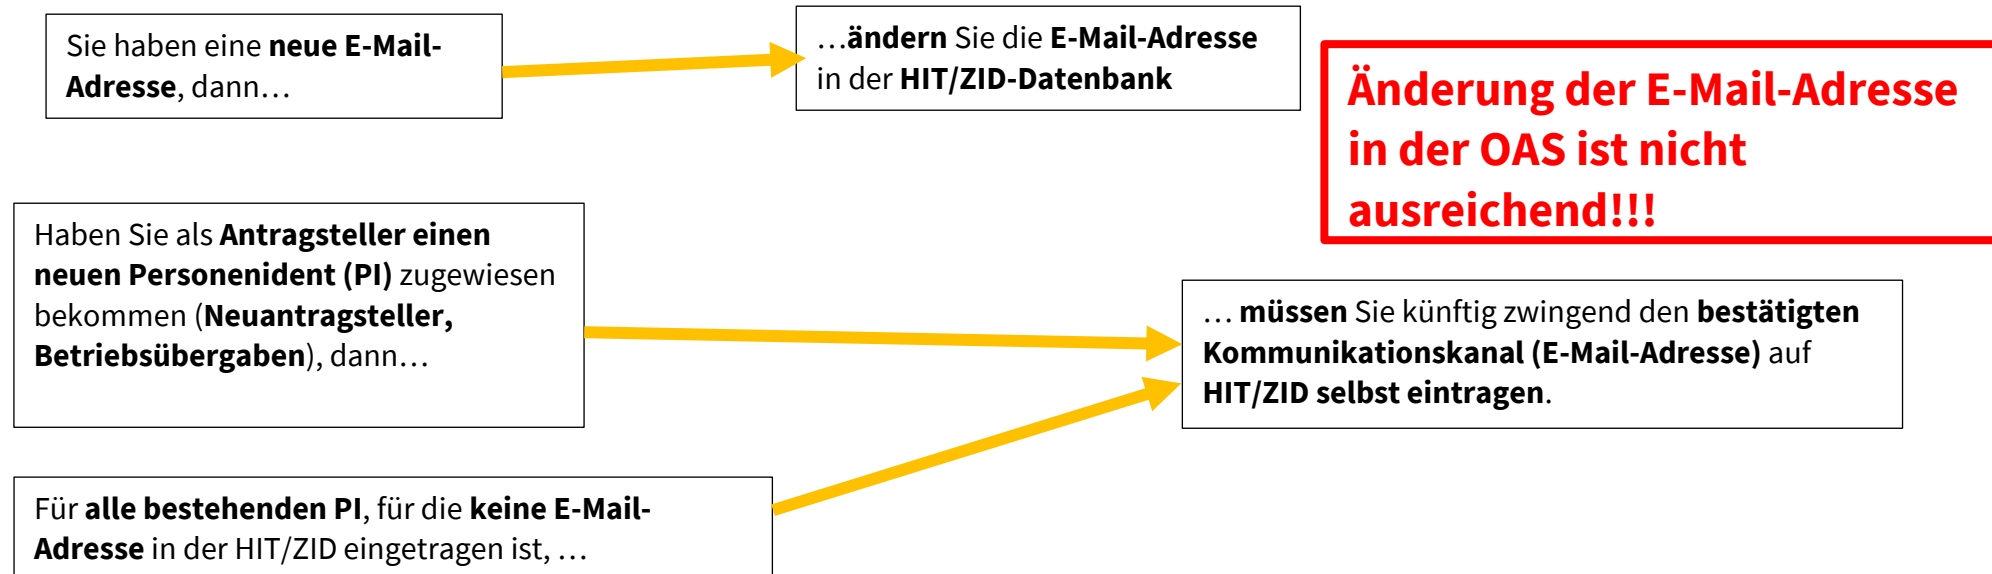 Sie haben eine neue E-Mail-
Adresse, dann…
…ändern Sie die E-Mail-Adresse
in der HIT/ZID-Datenbank
Änderung der E-Mail-Adresse
in der OAS ist nicht
ausreichend!!!
Haben Sie als Antragsteller einen
neuen Personenident (PI) zugewiesen
bekommen (Neuantragsteller,
Betriebsübergaben), dann…
… müssen Sie künftig zwingend den bestätigten
Kommunikationskanal (E-Mail-Adresse) auf
HIT/ZID selbst eintragen.
Für alle bestehenden PI, für die keine E-Mail-
Adresse in der HIT/ZID eingetragen ist, …